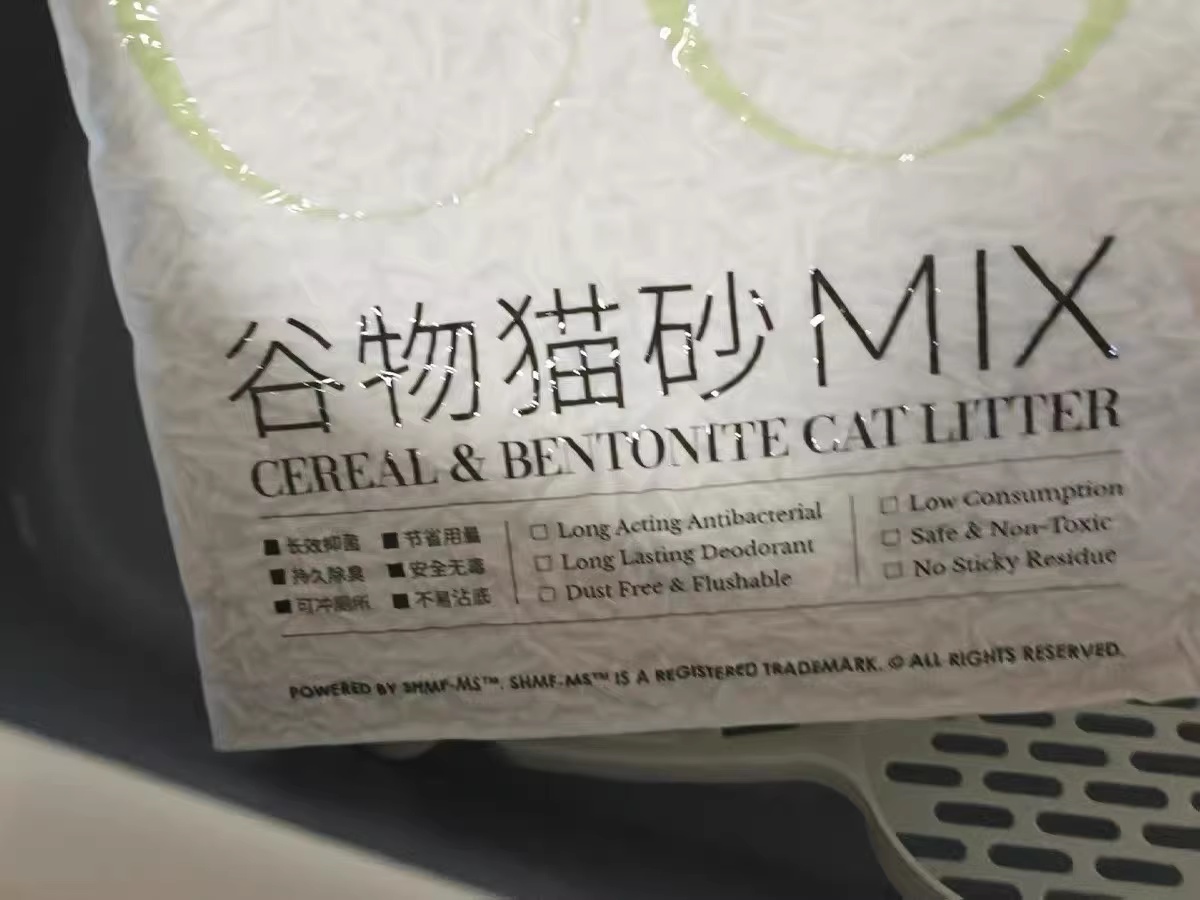 谷物猫砂MIX
CEREAL & BENTONITE CAT LITTER
■ 长效抑菌 ■ 节省用量
■ 持久除臭 ■ 安全无毒
■ 可冲厕所 ■ 不易沾底
□ Long Acting Antibacterial
□ Long Lasting Deodorant
□ Dust Free & Flushable
□ Low Consumption
□ Safe & Non-Toxic
□ No Sticky Residue
POWERED BY SHMF-MS™. SHMF-MS™ IS A REGISTERED TRADEMARK. © ALL RIGHTS RESERVED.